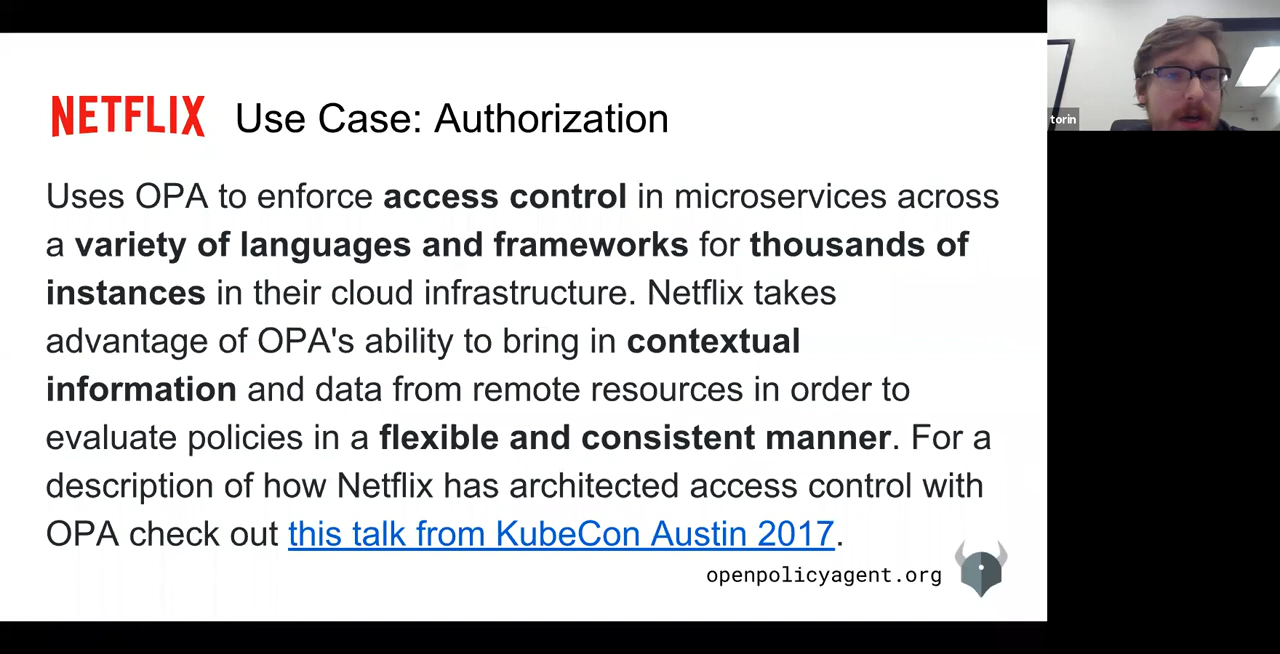 NETFLIX Use Case: Authorization
Uses OPA to enforce access control in microservices across
a variety of languages and frameworks for thousands of
instances in their cloud infrastructure. Netflix takes
advantage of OPA's ability to bring in contextual
information and data from remote resources in order to
evaluate policies in a flexible and consistent manner. For a
description of how Netflix has architected access control with
OPA check out this talk from KubeCon Austin 2017.
openpolicyagent.org
torin